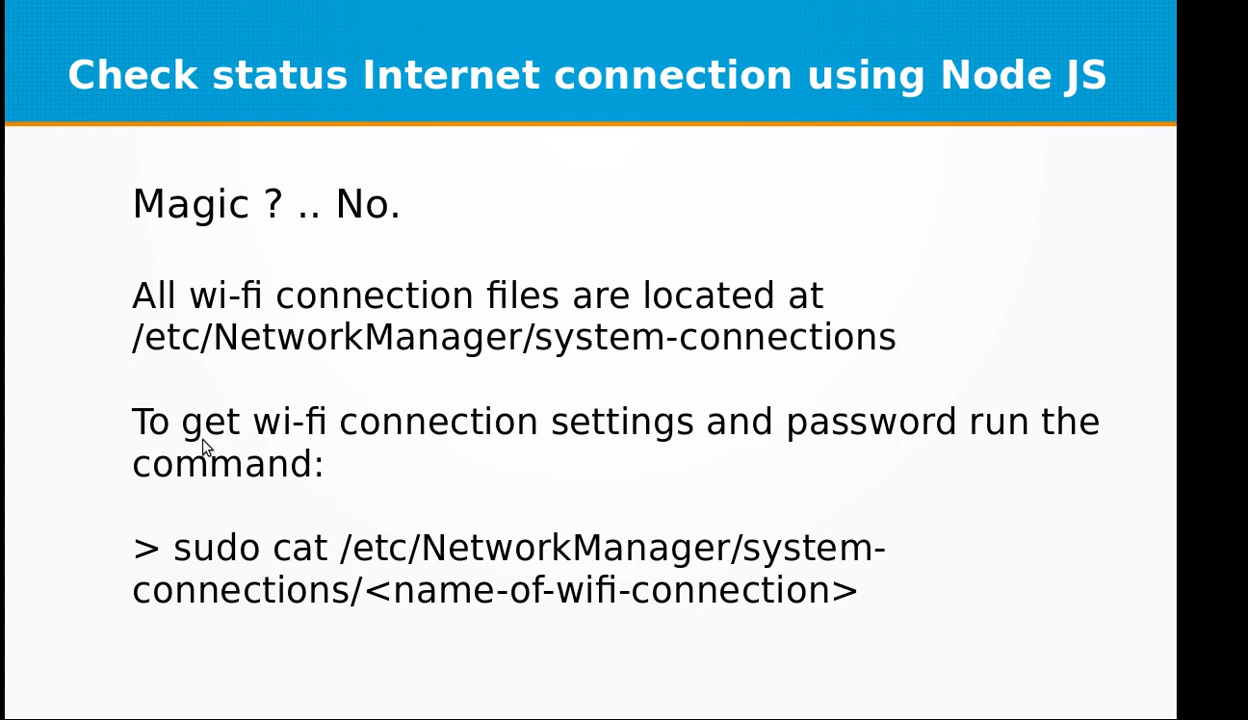 Check status Internet connection using Node JS
Magic ? .. No.
All wi-fi connection files are located at
/etc/NetworkManager/system-connections
To get wi-fi connection settings and password run the
command:
> sudo cat /etc/NetworkManager/system-
connections/<name-of-wifi-connection>